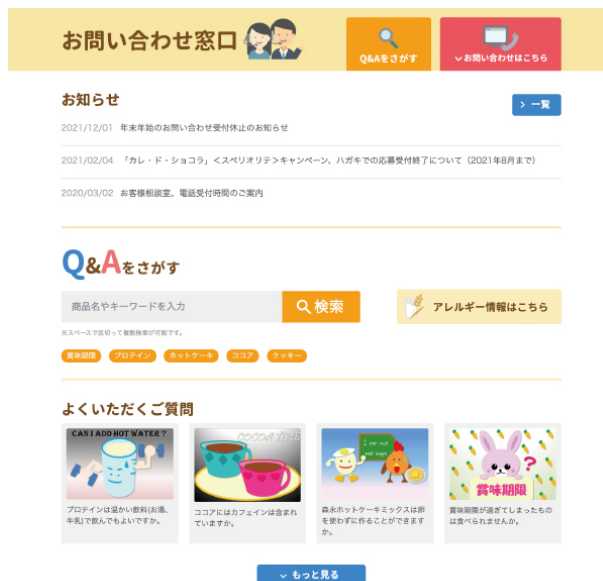 お問い合わせ窓口
Q&Aをさがす
お問い合わせはこちら
お知らせ
一覧
2021/12/01 年末年始のお問い合わせ受付休止のお知らせ
2021/02/04 「カレ・ド・ショコラ」<スペリオリテ>キャンペーン、ハガキでの応募受付終了について(2021年8月まで)
2020/03/02 お客様相談室、電話受付時間のご案内
Q&Aをさがす
商品名やキーワードを入力
検索
アレルギー情報はこちら
※スペースで区切って複数検索が可能です。
賞味期限 プロテイン ホットケーキ ココア クッキー
よくいただくご質問
CAN I ADD HOT WATER?
COCOA TIME
賞味期限
プロテインは温かい飲料(お湯、
牛乳)で飲んでもよいですか。
ココアにはカフェインは含まれ
ていますか。
森永ホットケーキミックスは卵
を使わずに作ることができます
か。
賞味期限が過ぎてしまったもの
は食べられませんか。
もっと見る